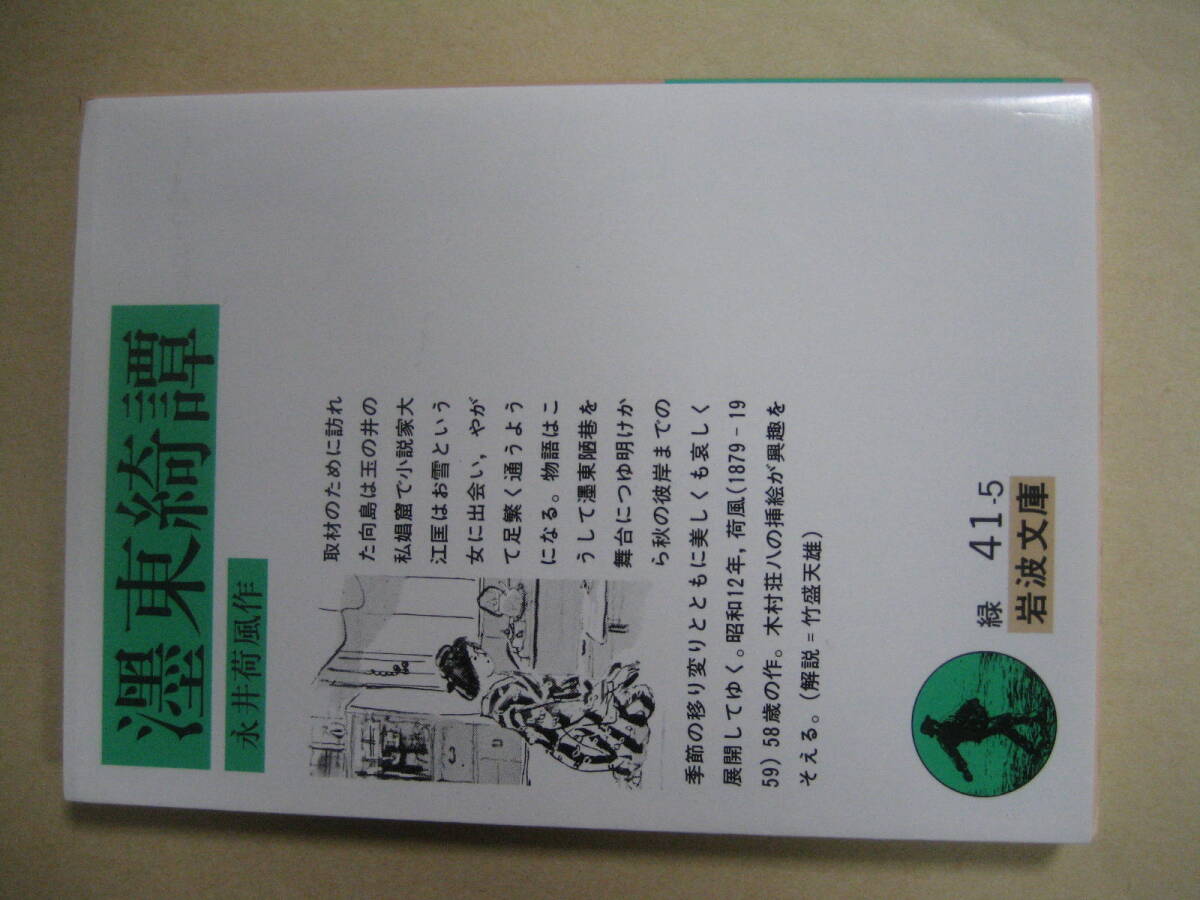 濹東綺譚
永井荷風作
取材のために訪れ
た向島は玉の井の
私娼窟で小説家大
江匡はお雪という
女に出会い，やが
て足繁く通うよう
になる。物語はこ
うして濹東陋巷を
舞台につゆ明けか
ら秋の彼岸までの
季節の移り変りとともに美しくも哀しく
展開してゆく。昭和12年，荷風(1879－19
59)58歳の作。木村荘八の挿絵が興趣を
そえる。(解説＝竹盛天雄)
緑 41-5
岩波文庫